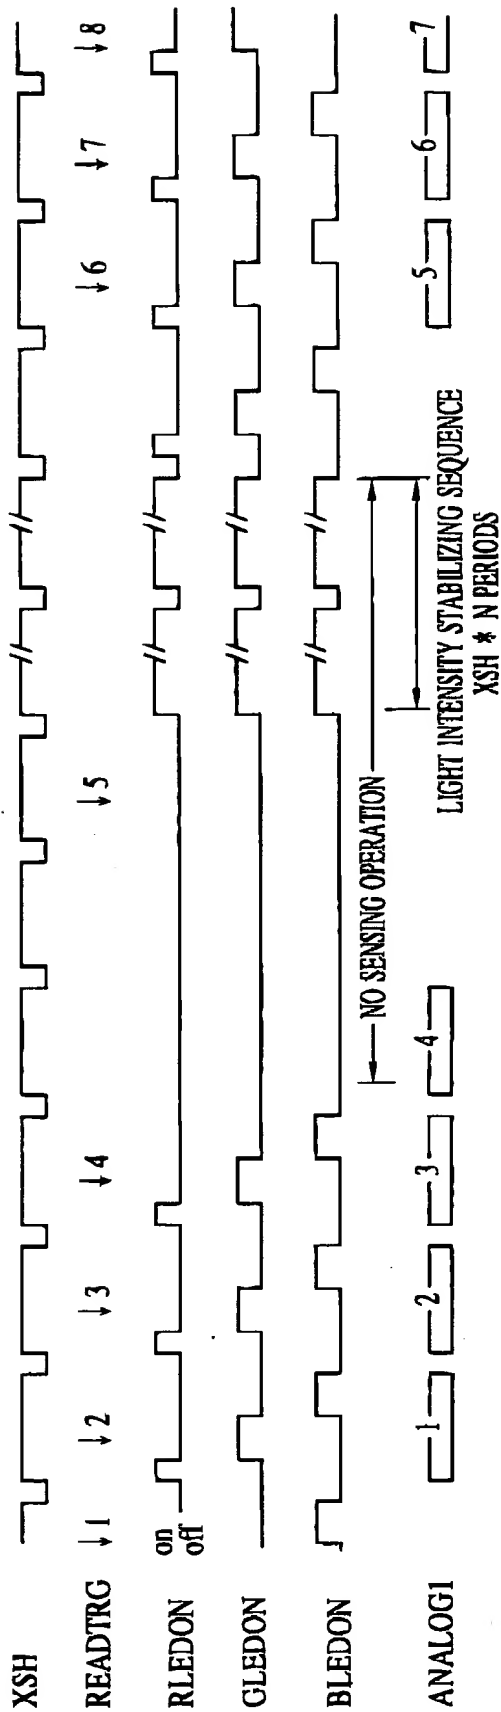 XSH
READTRG 1 2 3 4 5 6 7 8
RLEDON on
off
GLEDON
BLEDON
NO SENSING OPERATION
ANALOG1 1 2 3 4 5 6 7
LIGHT INTENSITY STABILIZING SEQUENCE
XSH * N PERIODS